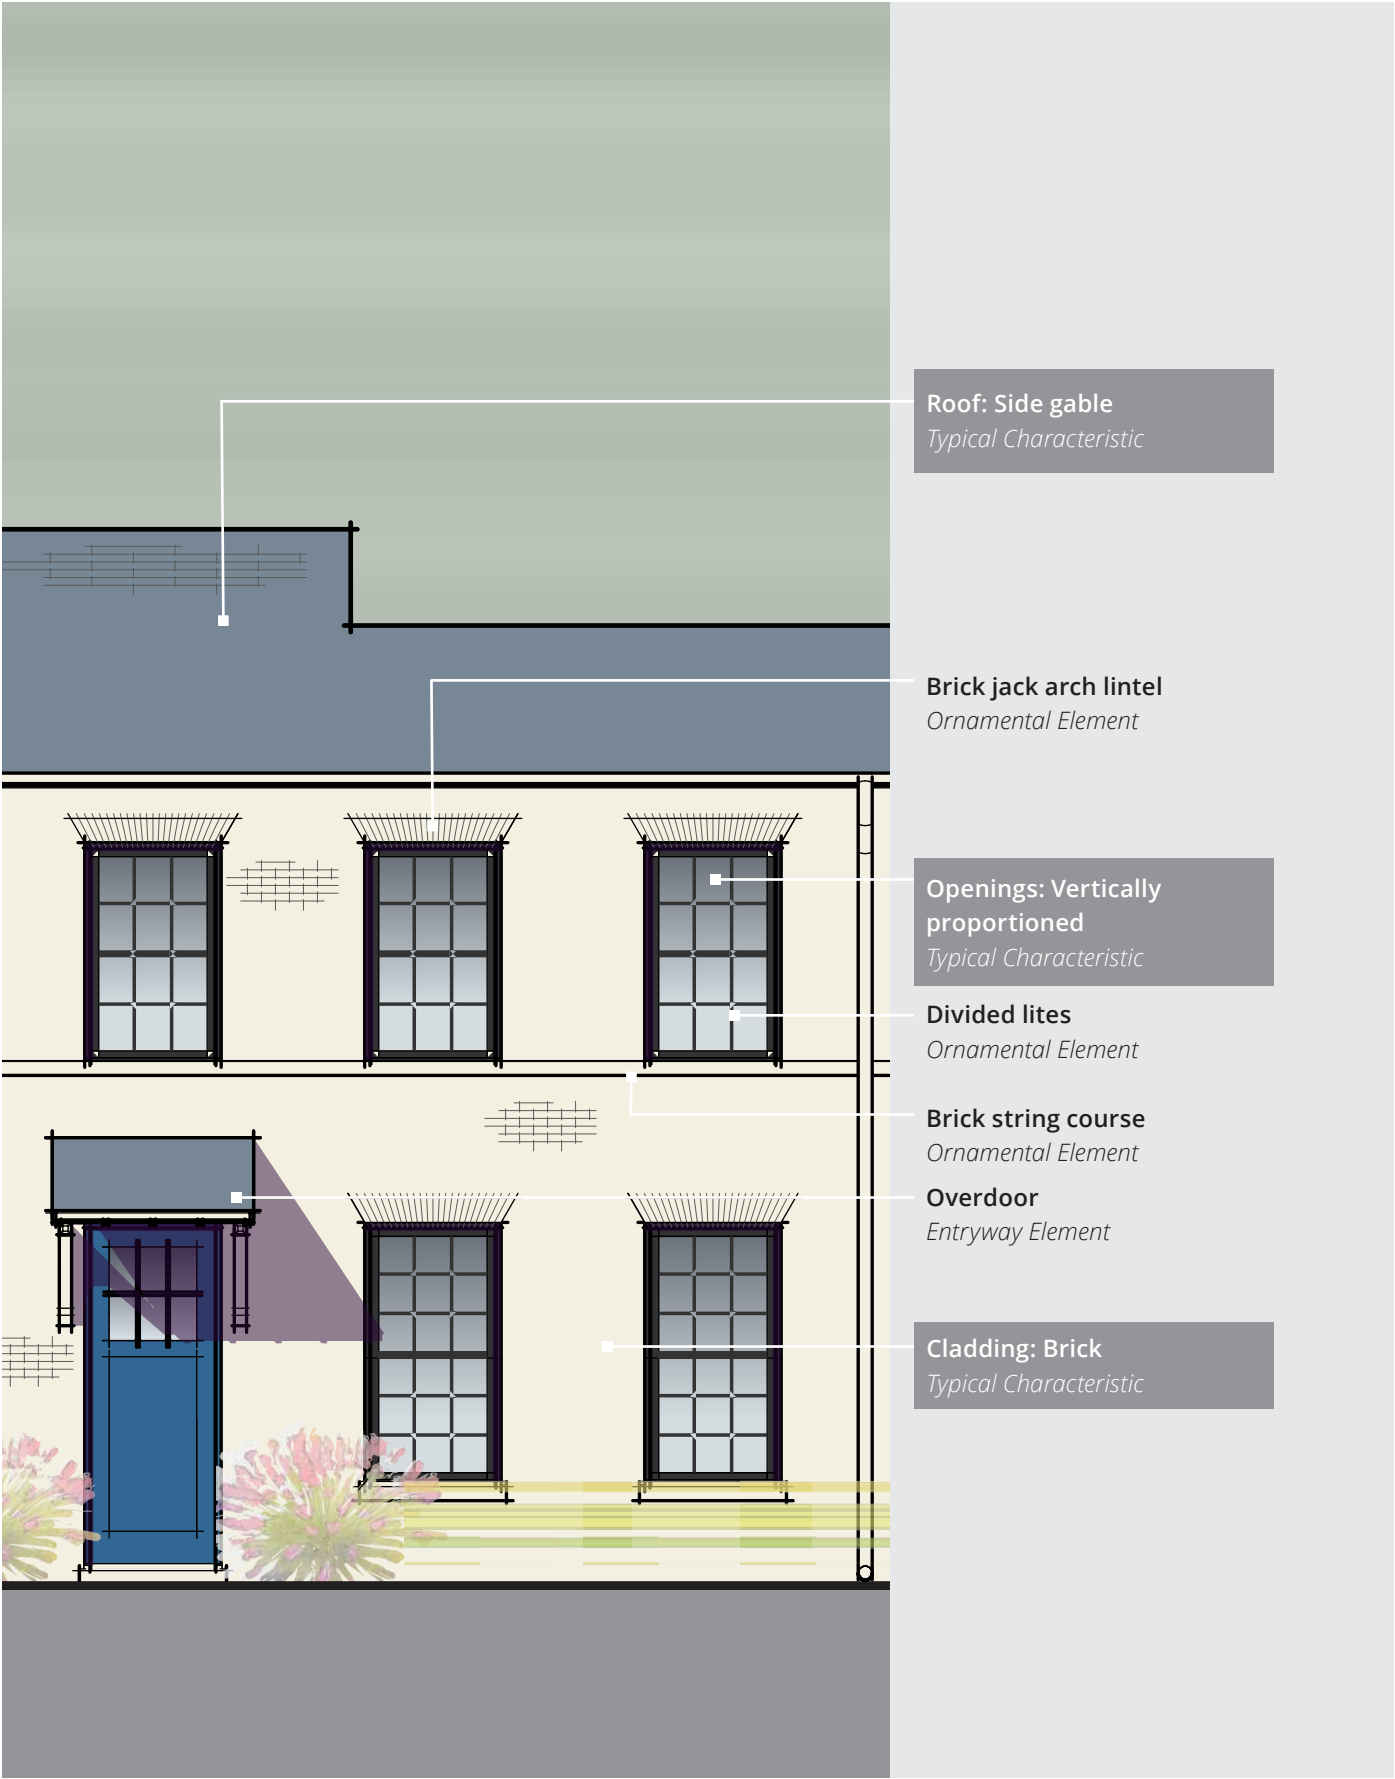 Roof: Side gable
Typical Characteristic
Brick jack arch lintel
Ornamental Element
Openings: Vertically
proportioned
Typical Characteristic
Divided lites
Ornamental Element
Brick string course
Ornamental Element
Overdoor
Entryway Element
Cladding: Brick
Typical Characteristic